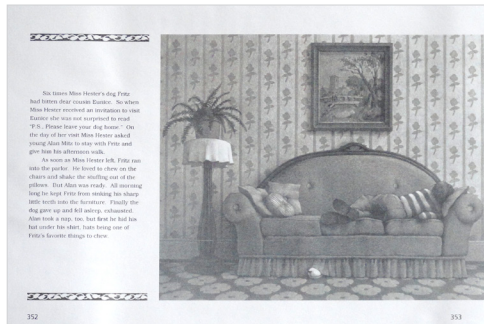 Six times Miss Hester's dog Fritz
had bitten dear cousin Eunice. So when
Miss Hester received an invitation to visit
Eunice she was not surprised to read
"P.S. Please leave your dog home." On
the day of her visit Miss Hester asked
young Alan Mitz to stay with Fritz and
give him his afternoon walk.
As soon as Miss Hester left, Fritz ran
into the parlor. He loved to chew on the
chairs and shake the stuffing out of the
pillows. But Alan was ready. All morning
long he kept Fritz from sinking his sharp
little teeth into the furniture. Finally the
dog gave up and fell asleep, exhausted.
Alan took a nap, too, but first he hid his
hat under his shirt, hats being one of
Fritz's favorite things to chew.
352
353